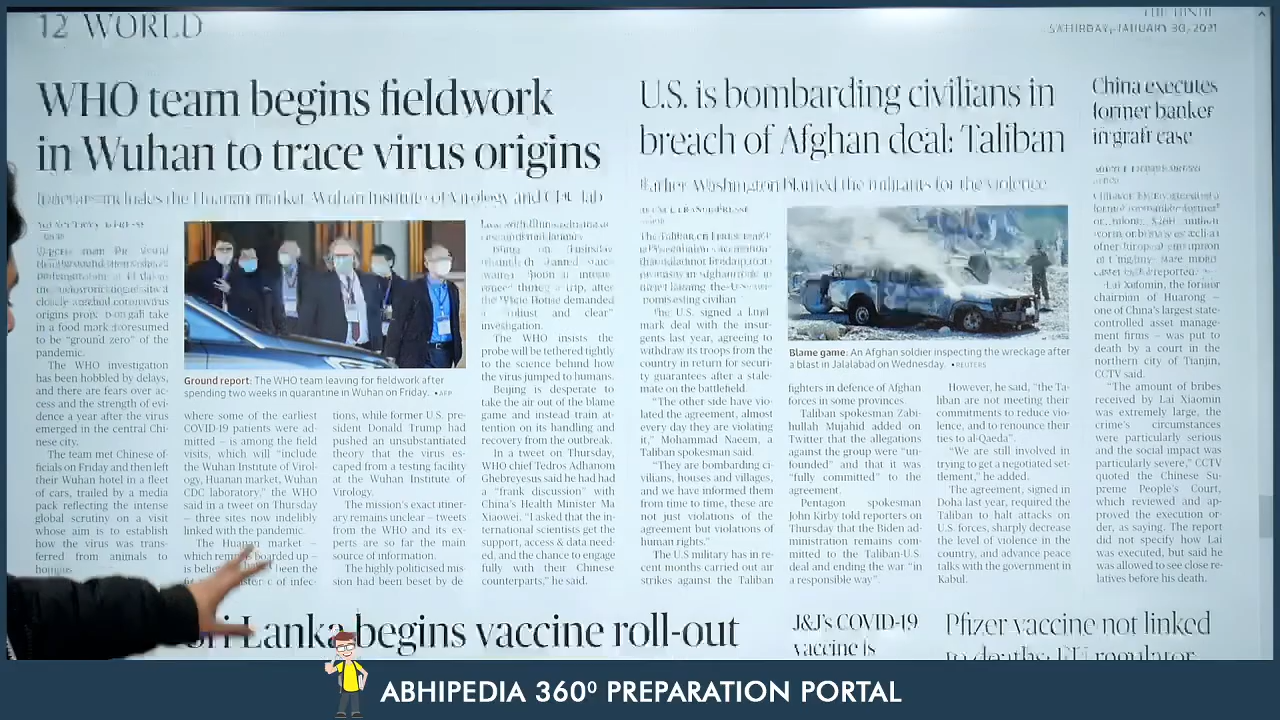 12 WORLD
SATURDAY, JANUARY 30, 2021
WHO team begins fieldwork
in Wuhan to trace virus origins
Ground report: The WHO team leaving for fieldwork after
spending two weeks in quarantine in Wuhan on Friday. • AFP
to be “ground zero” of the
pandemic.
The WHO investigation
has been hobbled by delays,
and there are fears over ac-
cess and the strength of evi-
dence a year after the virus
emerged in the central Chi-
nese city.
The team met Chinese of-
ficials on Friday and then left
their Wuhan hotel in a fleet
of cars, trailed by a media
pack reflecting the intense
global scrutiny on a visit
whose aim is to establish
how the virus was trans-
ferred from animals to
where some of the earliest
COVID-19 patients were ad-
mitted – is among the field
visits, which will “include
the Wuhan Institute of Virol-
ogy, Huanan market, Wuhan
CDC laboratory,” the WHO
said in a tweet on Thursday
– three sites now indelibly
linked with the pandemic.
The Huanan market –
tions, while former U.S. pre-
sident Donald Trump had
pushed an unsubstantiated
theory that the virus es-
caped from a testing facility
at the Wuhan Institute of
Virology.
The mission’s exact itiner-
ary remains unclear – tweets
from the WHO and its ex-
perts are so far the main
source of information.
The highly politicised mis-
sion had been beset by de-
investigation.
The WHO insists the
probe will be tethered tightly
to the science behind how
the virus jumped to humans.
Beijing is desperate to
take the air out of the blame
game and instead train at-
tention on its handling and
recovery from the outbreak.
In a tweet on Thursday,
WHO chief Tedros Adhanom
Ghebreyesus said he had had
a “frank discussion” with
China’s Health Minister Ma
Xiaowei. “I asked that the in-
ternational scientists get the
support, access & data need-
ed, and the chance to engage
fully with their Chinese
counterparts,” he said.
U.S. is bombarding civilians in
breach of Afghan deal: Taliban
Earlier Washington blamed the militants for the violence
Blame game: An Afghan soldier inspecting the wreckage after
a blast in Jalalabad on Wednesday. • REUTERS
The U.S. signed a land-
mark deal with the insur-
gents last year, agreeing to
withdraw its troops from the
country in return for securi-
ty guarantees after a stale-
mate on the battlefield.
“The other side have vio-
lated the agreement, almost
every day they are violating
it,” Mohammad Naeem, a
Taliban spokesman said.
“They are bombarding ci-
vilians, houses and villages,
and we have informed them
from time to time, these are
not just violations of the
agreement but violations of
human rights.”
The U.S military has in re-
cent months carried out air
strikes against the Taliban
fighters in defence of Afghan
forces in some provinces.
Taliban spokesman Zabi-
hullah Mujahid added on
Twitter that the allegations
against the group were “un-
founded” and that it was
“fully committed” to the
agreement.
Pentagon spokesman
John Kirby told reporters on
Thursday that the Biden ad-
ministration remains com-
mitted to the Taliban-U.S.
deal and ending the war “in
a responsible way”.
However, he said, “the Ta-
liban are not meeting their
commitments to reduce vio-
lence, and to renounce their
ties to al-Qaeda”.
“We are still involved in
trying to get a negotiated set-
tlement,” he added.
The agreement, signed in
Doha last year, required the
Taliban to halt attacks on
U.S. forces, sharply decrease
the level of violence in the
country, and advance peace
talks with the government in
Kabul.
China executes
former banker
in graft case
Lai Xiaomin, the former
chairman of Huarong –
one of China’s largest state-
controlled asset manage-
ment firms – was put to
death by a court in the
northern city of Tianjin,
CCTV said.
“The amount of bribes
received by Lai Xiaomin
was extremely large, the
crime’s circumstances
were particularly serious
and the social impact was
particularly severe,” CCTV
quoted the Chinese Su-
preme People’s Court,
which reviewed and ap-
proved the execution or-
der, as saying. The report
did not specify how Lai
was executed, but said he
was allowed to see close re-
latives before his death.
Sri Lanka begins vaccine roll-out
J&J’s COVID-19
vaccine is
Pfizer vaccine not linked
to deaths: EU regulator
ABHIPEDIA 360⁰ PREPARATION PORTAL